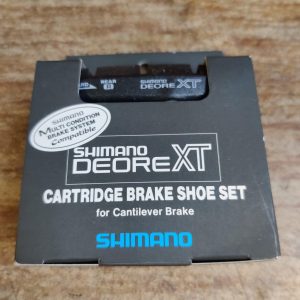 WEAR
SHIMANO
DEORE XT
SHIMANO
MULTI CONDITION
BRAKE SYSTEM
Compatible
SHIMANO
DEORE XT
CARTRIDGE BRAKE SHOE SET
for Cantilever Brake
SHIMANO